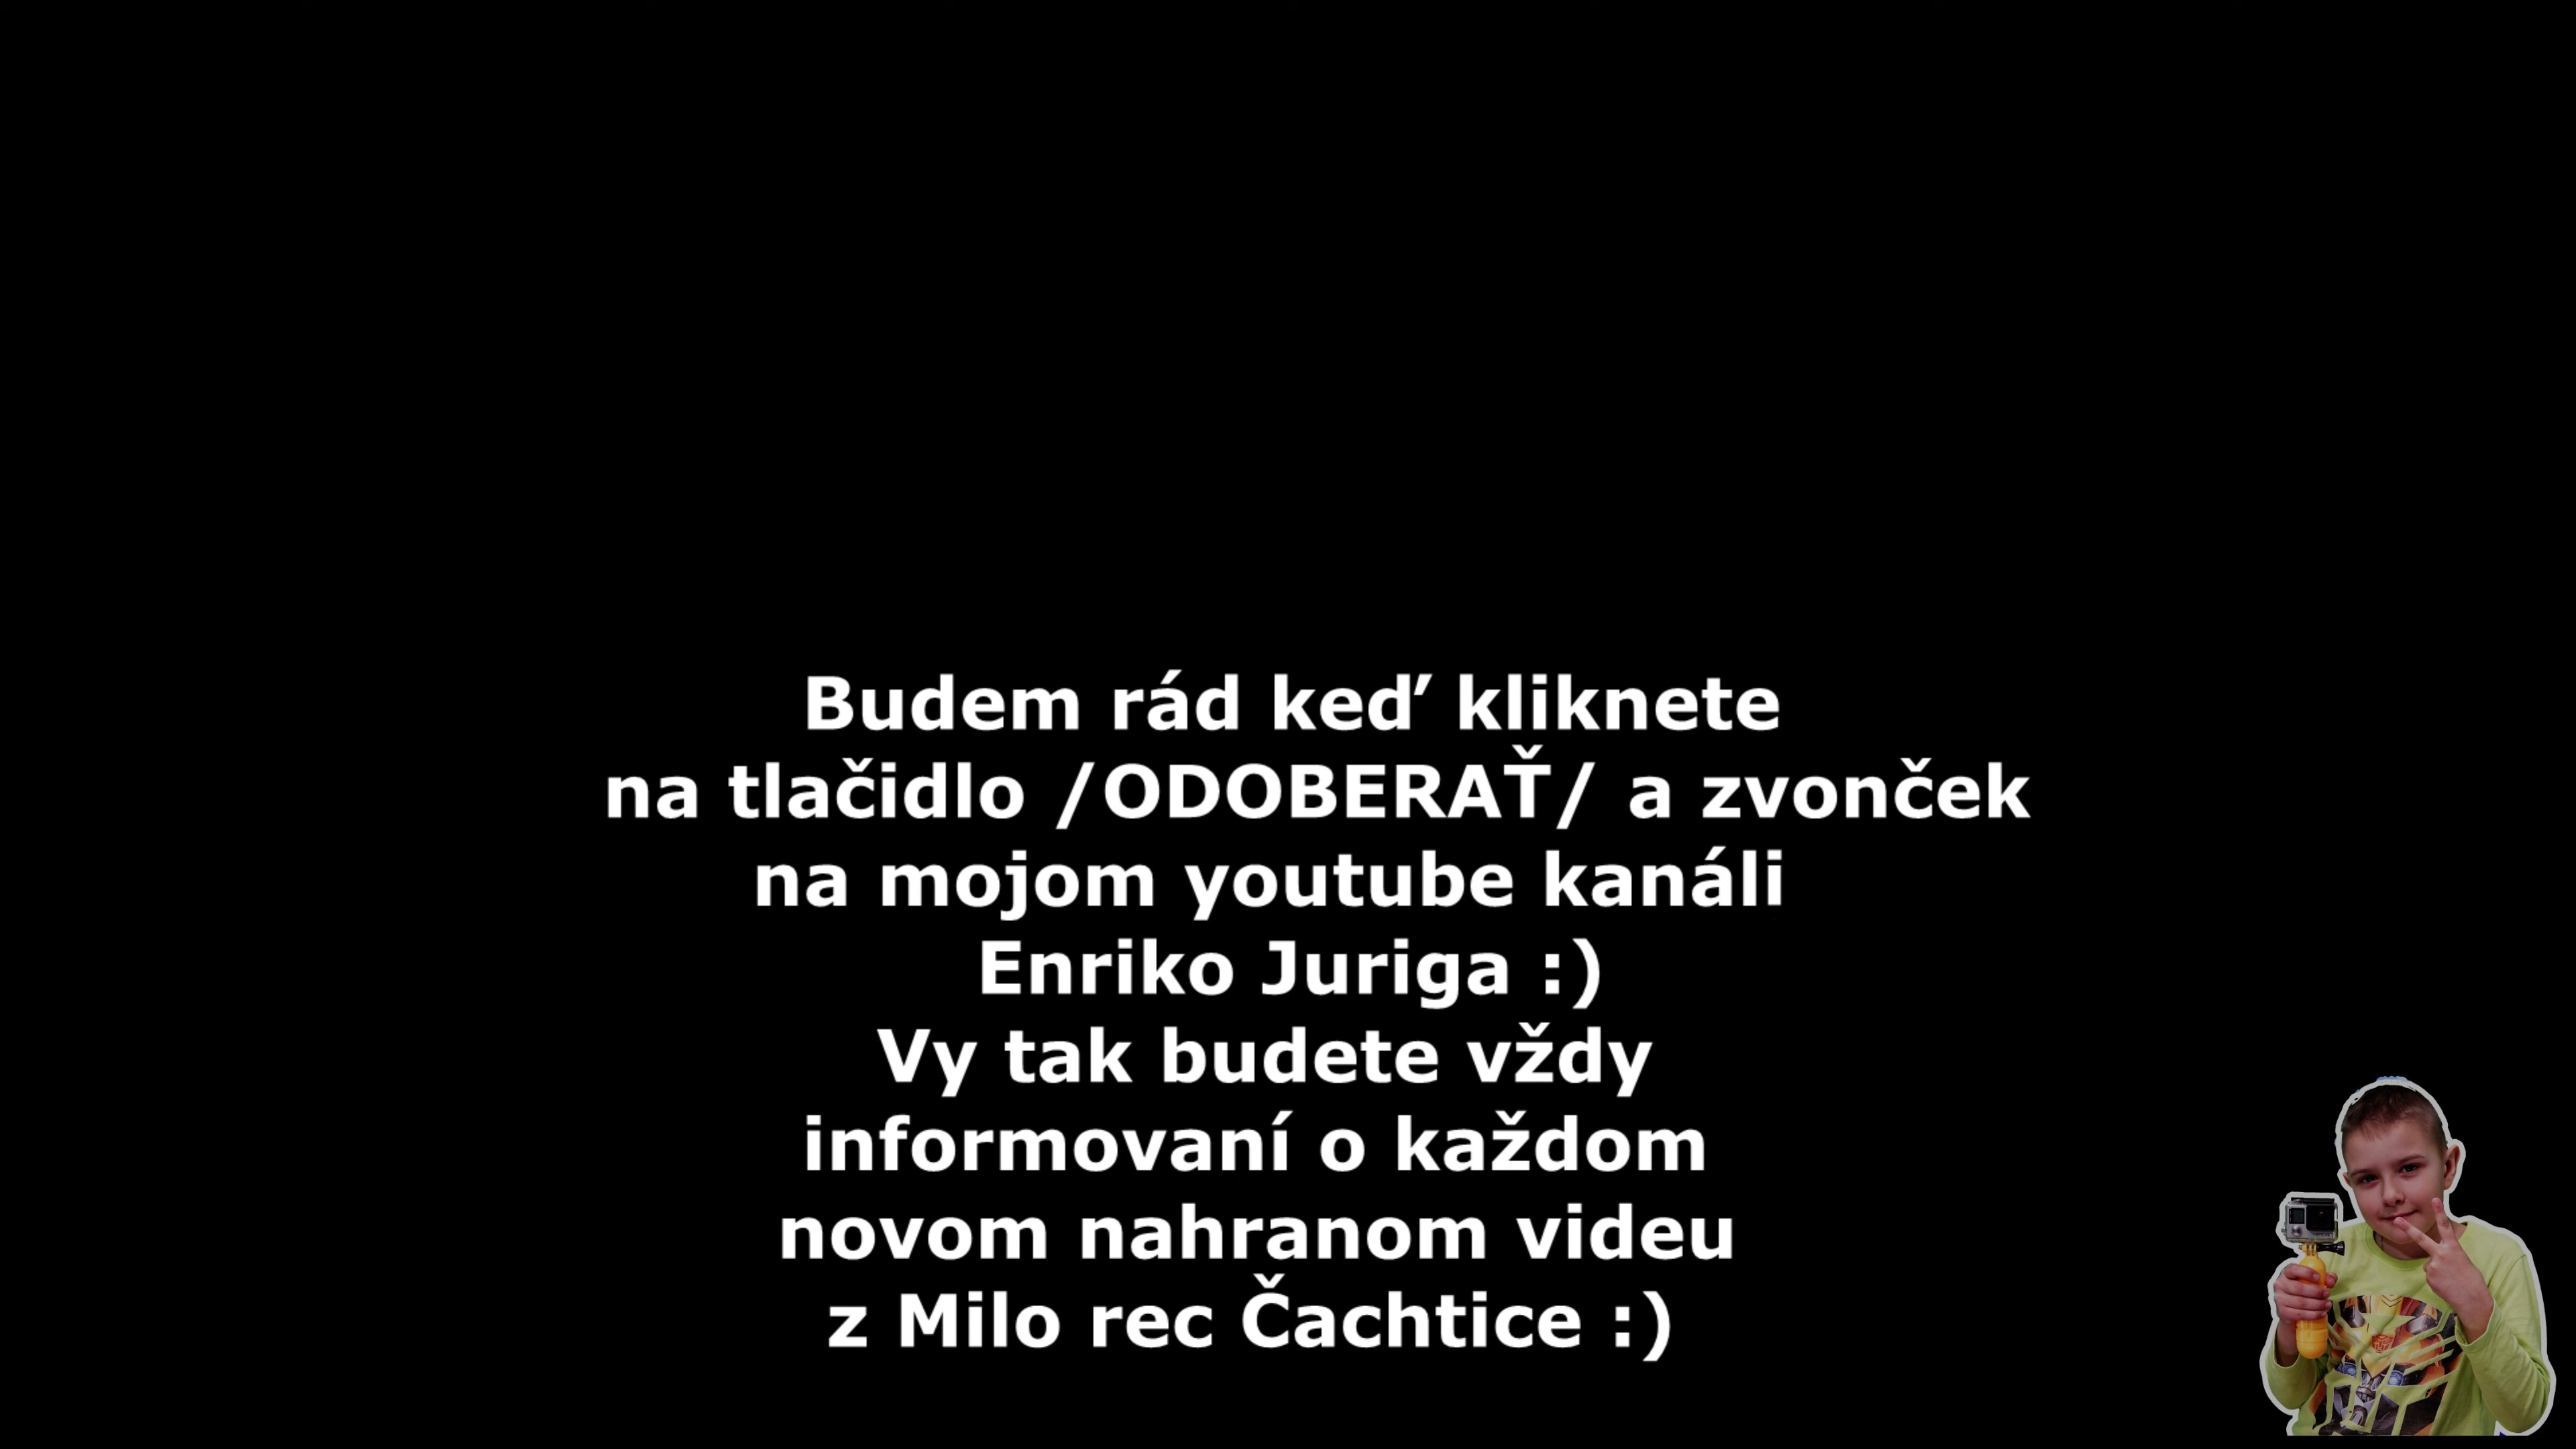 Budem rád keď kliknete
na tlačidlo /ODOBERAŤ/ a zvonček
na mojom youtube kanáli
Enriko Juriga :)
Vy tak budete vždy
informovaní o každom
novom nahranom videu
z Milo rec Čachtice :)